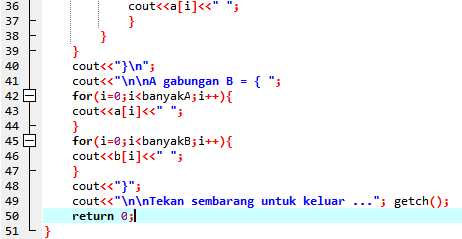 36 cout<<a[i]<<" ";
37 }
38 }
39 }
40 cout<<"}\n";
41 cout<<"\n\nA gabungan B = { ";
42 for(i=0;i<banyakA;i++){
43 cout<<a[i]<<" ";
44 }
45 for(i=0;i<banyakB;i++){
46 cout<<b[i]<<" ";
47 }
48 cout<<"}";
49 cout<<"\n\nTekan sembarang untuk keluar ..."; getch();
50 return 0;
51 }